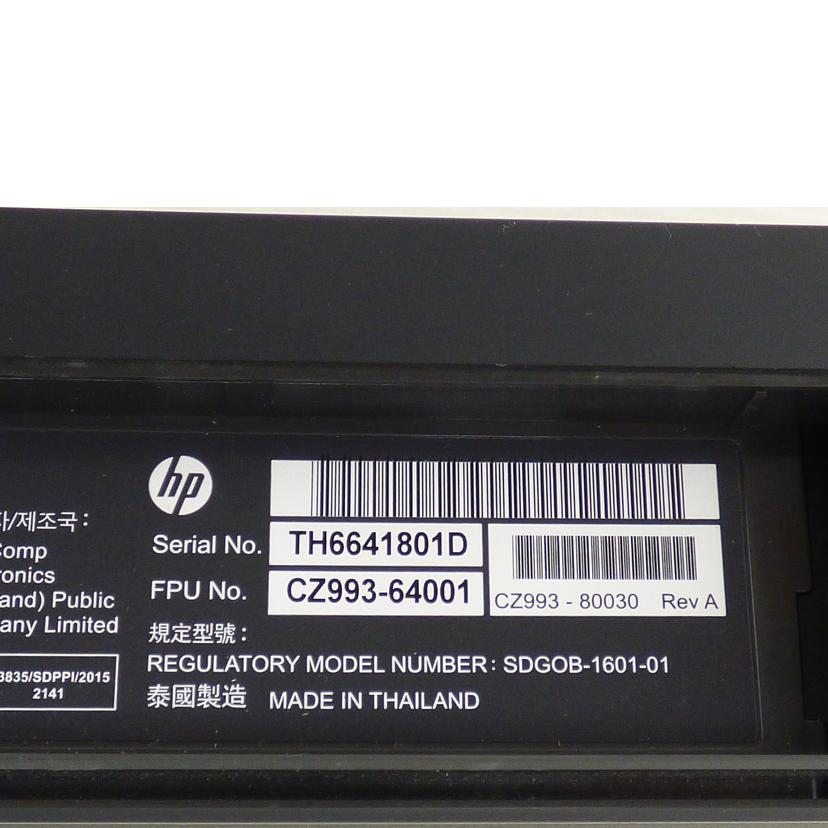 자/제조국:
Comp
ronics
and) Public
any Limited
3835/SDPPI/2015
2141
hp
Serial No. TH6641801D
FPU No. CZ993-64001
CZ993 - 80030 Rev A
規定型號:
REGULATORY MODEL NUMBER: SDGOB-1601-01
泰國製造 MADE IN THAILAND